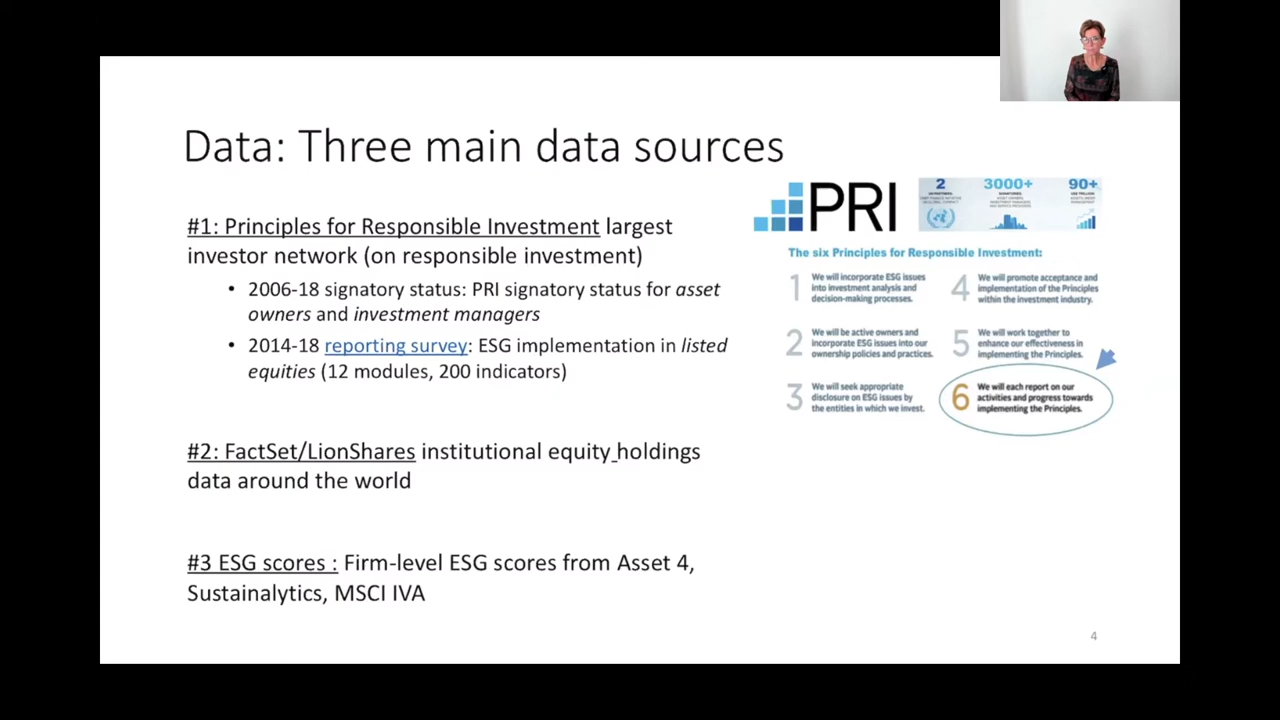 Data: Three main data sources
#1: Principles for Responsible Investment largest
investor network (on responsible investment)
• 2006-18 signatory status: PRI signatory status for asset
owners and investment managers
• 2014-18 reporting survey: ESG implementation in listed
equities (12 modules, 200 indicators)
#2: FactSet/LionShares institutional equity holdings
data around the world
#3 ESG scores : Firm-level ESG scores from Asset 4,
Sustainalytics, MSCI IVA
PRI
2
3000+
90+
The six Principles for Responsible Investment:
1
We will incorporate ESG issues
into investment analysis and
decision-making processes.
2
We will be active owners and
incorporate ESG issues into our
ownership policies and practices.
3
We will seek appropriate
disclosure on ESG issues by
the entities in which we invest.
4
We will promote acceptance and
implementation of the Principles
within the investment industry.
5
We will work together to
enhance our effectiveness in
implementing the Principles.
6
We will each report on our
activities and progress towards
implementing the Principles.
4